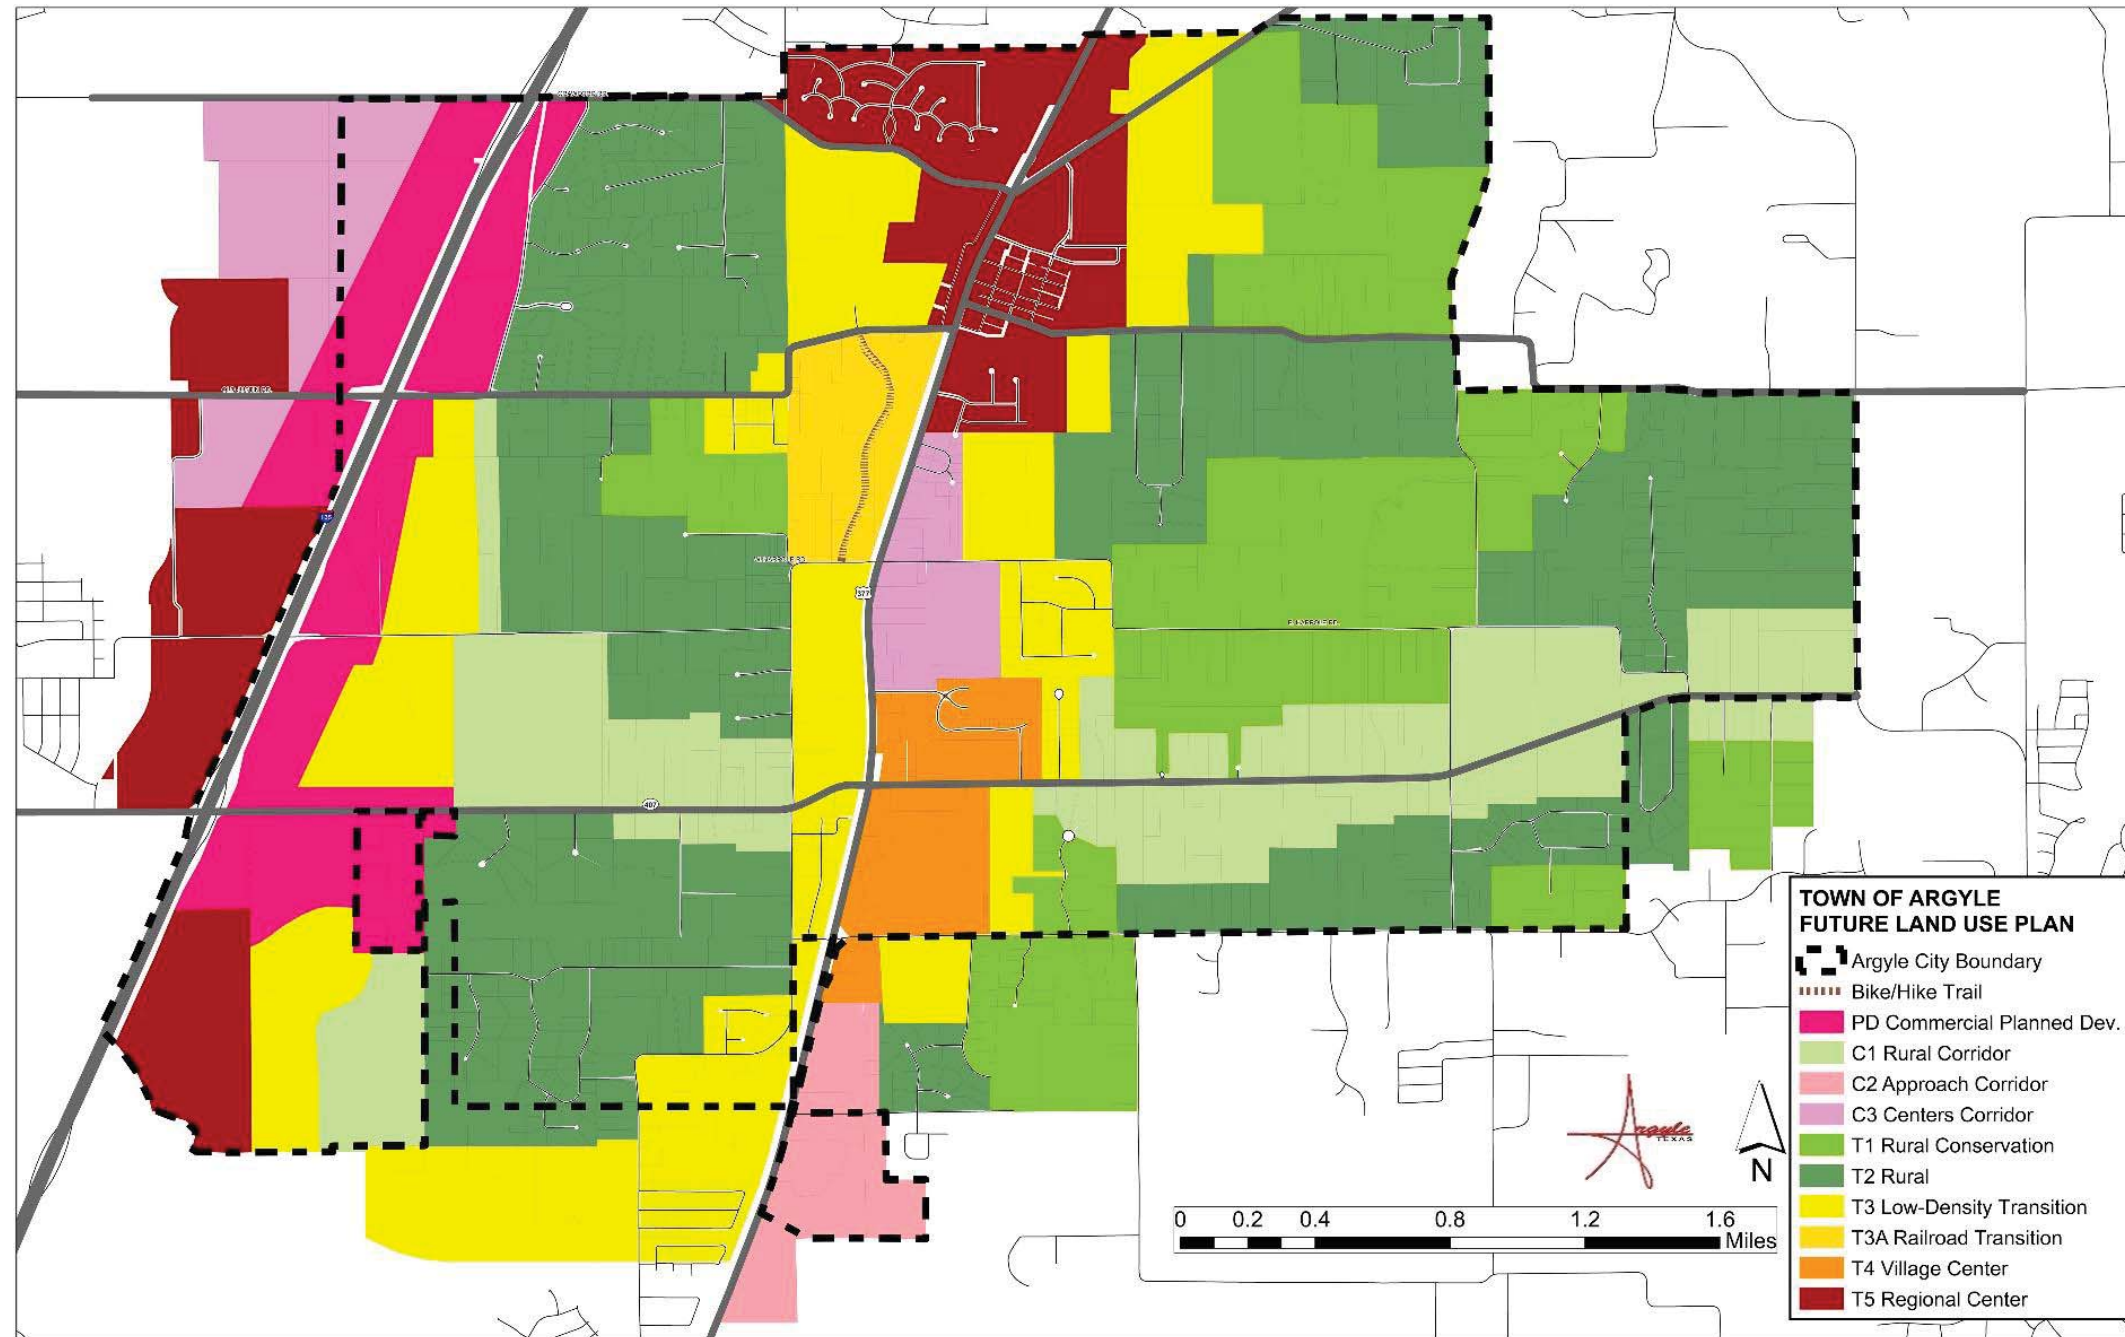 OLD JUSTIN RD.
377
407
TOWN OF ARGYLE
FUTURE LAND USE PLAN
Argyle City Boundary
Bike/Hike Trail
PD Commercial Planned Dev.
C1 Rural Corridor
C2 Approach Corridor
C3 Centers Corridor
T1 Rural Conservation
T2 Rural
T3 Low-Density Transition
T3A Railroad Transition
T4 Village Center
T5 Regional Center
Argyle
TEXAS
N
0 0.2 0.4 0.8 1.2 1.6
Miles